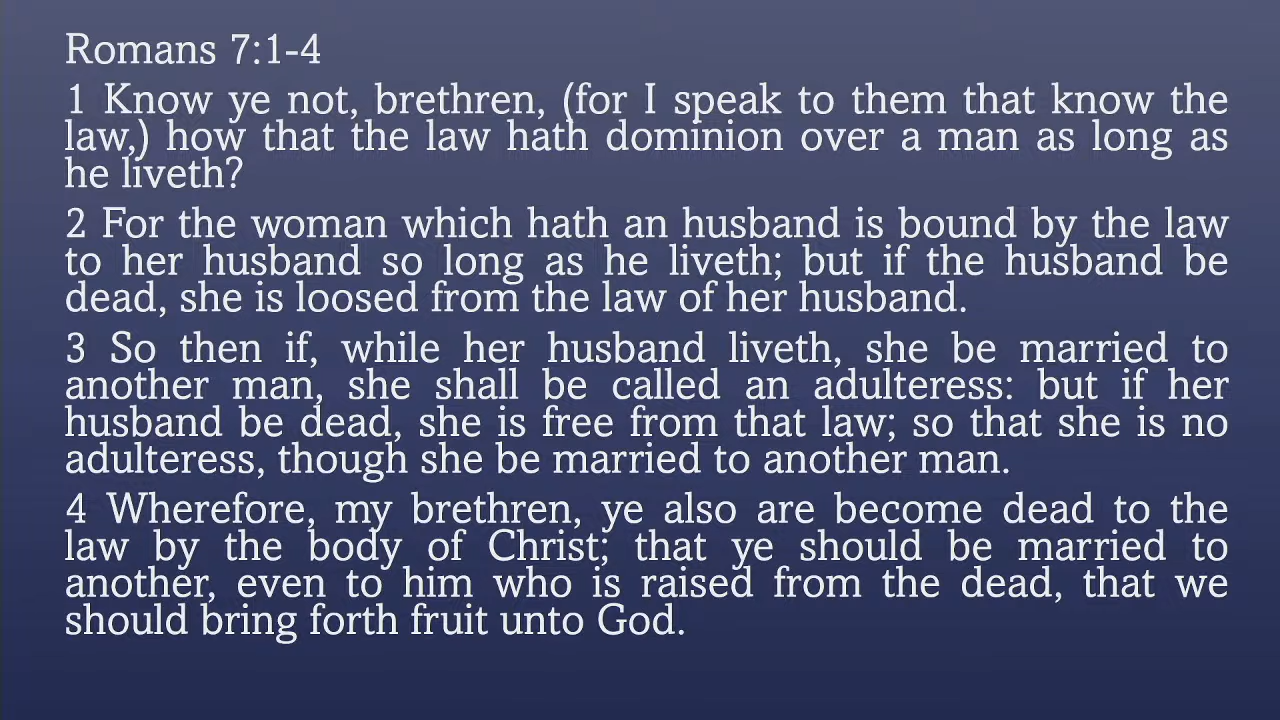 Romans 7:1-4
1 Know ye not, brethren, (for I speak to them that know the
law,) how that the law hath dominion over a man as long as
he liveth?
2 For the woman which hath an husband is bound by the law
to her husband so long as he liveth; but if the husband be
dead, she is loosed from the law of her husband.
3 So then if, while her husband liveth, she be married to
another man, she shall be called an adulteress: but if her
husband be dead, she is free from that law; so that she is no
adulteress, though she be married to another man.
4 Wherefore, my brethren, ye also are become dead to the
law by the body of Christ; that ye should be married to
another, even to him who is raised from the dead, that we
should bring forth fruit unto God.